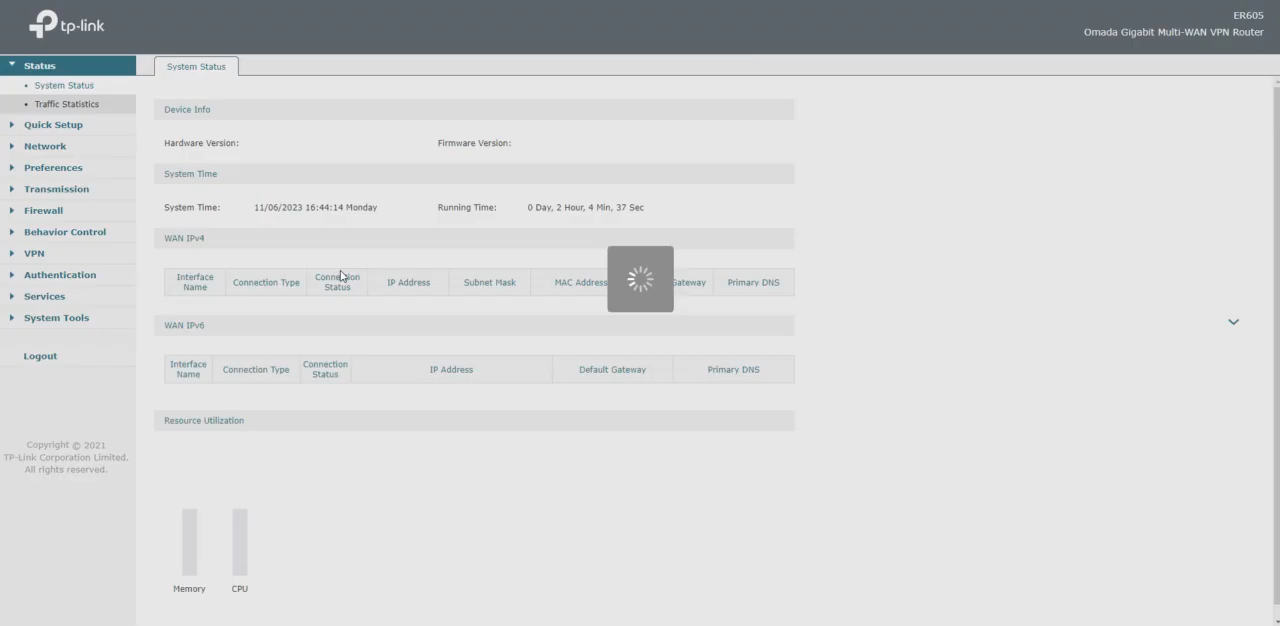 tp-link
ER605
Omada Gigabit Multi-WAN VPN Router
Status
System Status
Traffic Statistics
Quick Setup
Network
Preferences
Transmission
Firewall
Behavior Control
VPN
Authentication
Services
System Tools
Logout
Copyright © 2021
TP-Link Corporation Limited.
All rights reserved.
System Status
Device Info
Hardware Version: Firmware Version:
System Time
System Time: 11/06/2023 16:44:14 Monday Running Time: 0 Day, 2 Hour, 4 Min, 37 Sec
WAN IPv4
Interface Name Connection Type Connection Status IP Address Subnet Mask MAC Address Gateway Primary DNS
WAN IPv6
Interface Name Connection Type Connection Status IP Address Default Gateway Primary DNS
Resource Utilization
Memory CPU